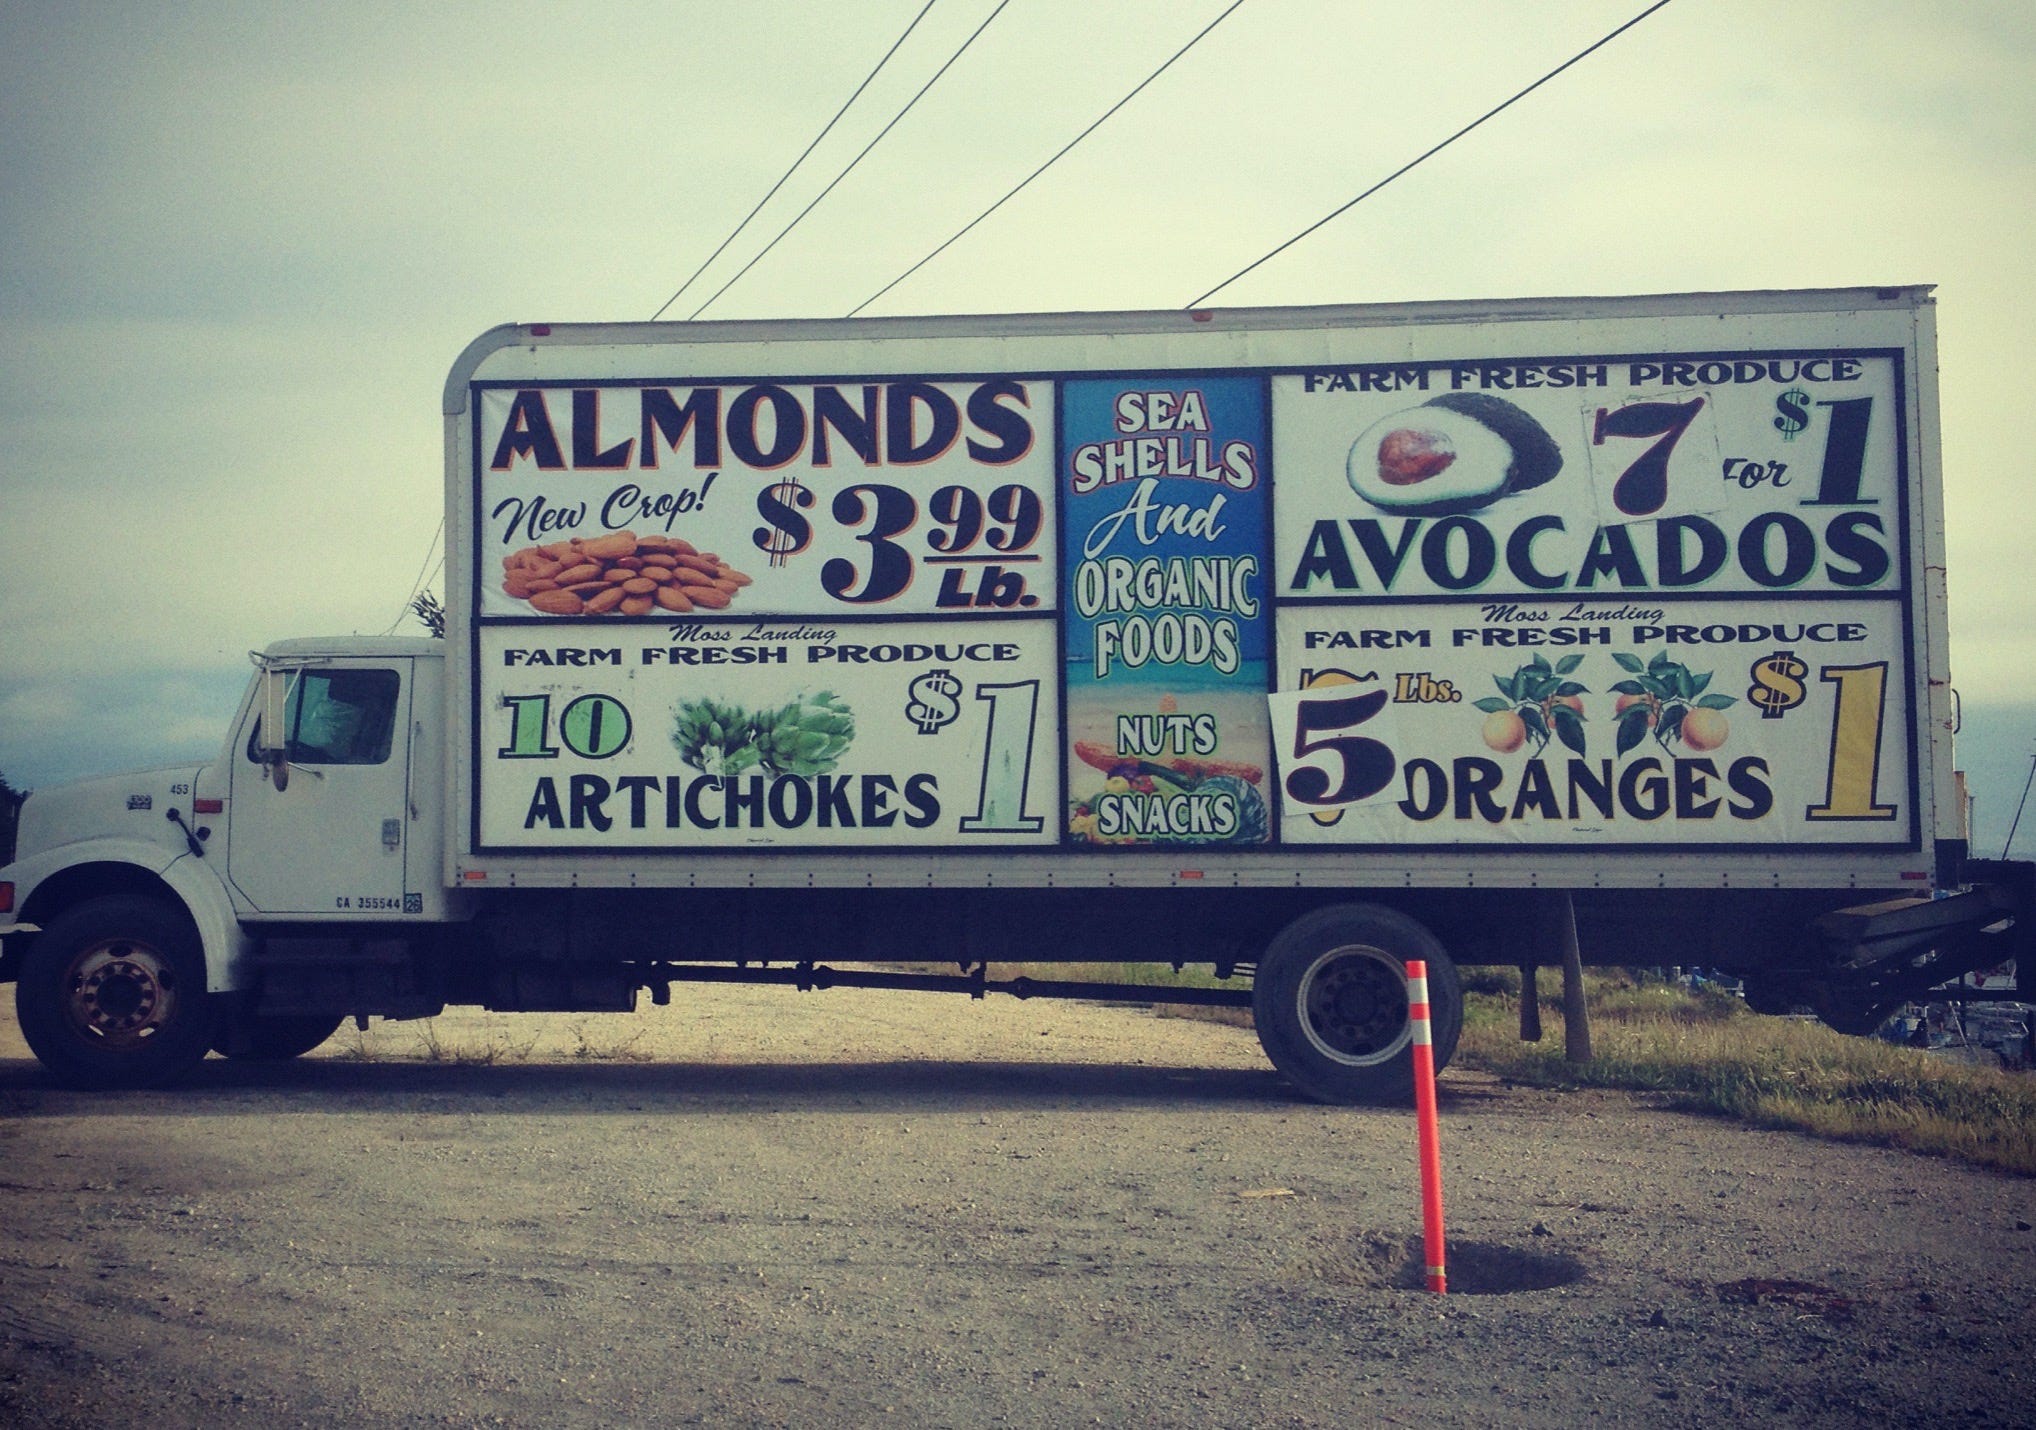 ALMONDS
New Crop!
$3.99
Lb.
Moss Landing
FARM FRESH PRODUCE
10
$1
ARTICHOKES
SEA
SHELLS
And
ORGANIC
FOODS
NUTS
SNACKS
FARM FRESH PRODUCE
7 For $1
AVOCADOS
Moss Landing
FARM FRESH PRODUCE
5 Lbs. $1
ORANGES
453
CA 355544 26